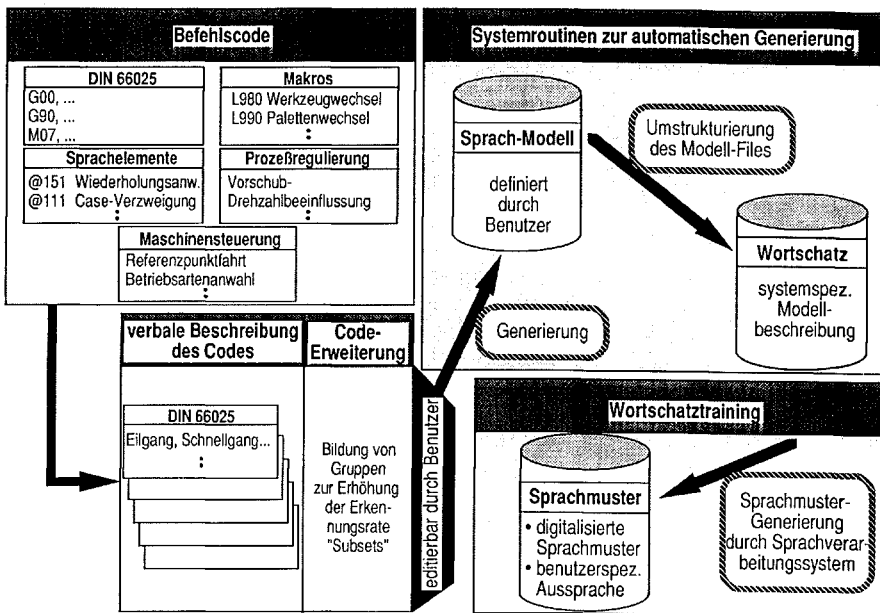 Befehlscode
DIN 66025
G00, ...
G90, ...
M07, ...
Makros
L980 Werkzeugwechsel
L990 Palettenwechsel
:
Sprachelemente
@151 Wiederholungsanw.
@111 Case-Verzweigung
:
Prozeßregulierung
Vorschub-
Drehzahlbeeinflussung
:
Maschinensteuerung
Referenzpunktfahrt
Betriebsartenanwahl
:
verbale Beschreibung
des Codes
DIN 66025
Eilgang, Schnellgang...
:
Code-
Erweiterung
Bildung von
Gruppen
zur Erhöhung
der Erken-
nungsrate
"Subsets"
editierbar durch Benutzer
Systemroutinen zur automatischen Generierung
Sprach-Modell
definiert
durch
Benutzer
Umstrukturierung
des Modell-Files
Wortschatz
systemspez.
Modell-
beschreibung
Generierung
Wortschatztraining
Sprachmuster
• digitalisierte
Sprachmuster
• benutzerspez.
Aussprache
Sprachmuster-
Generierung
durch Sprachverar-
beitungssystem